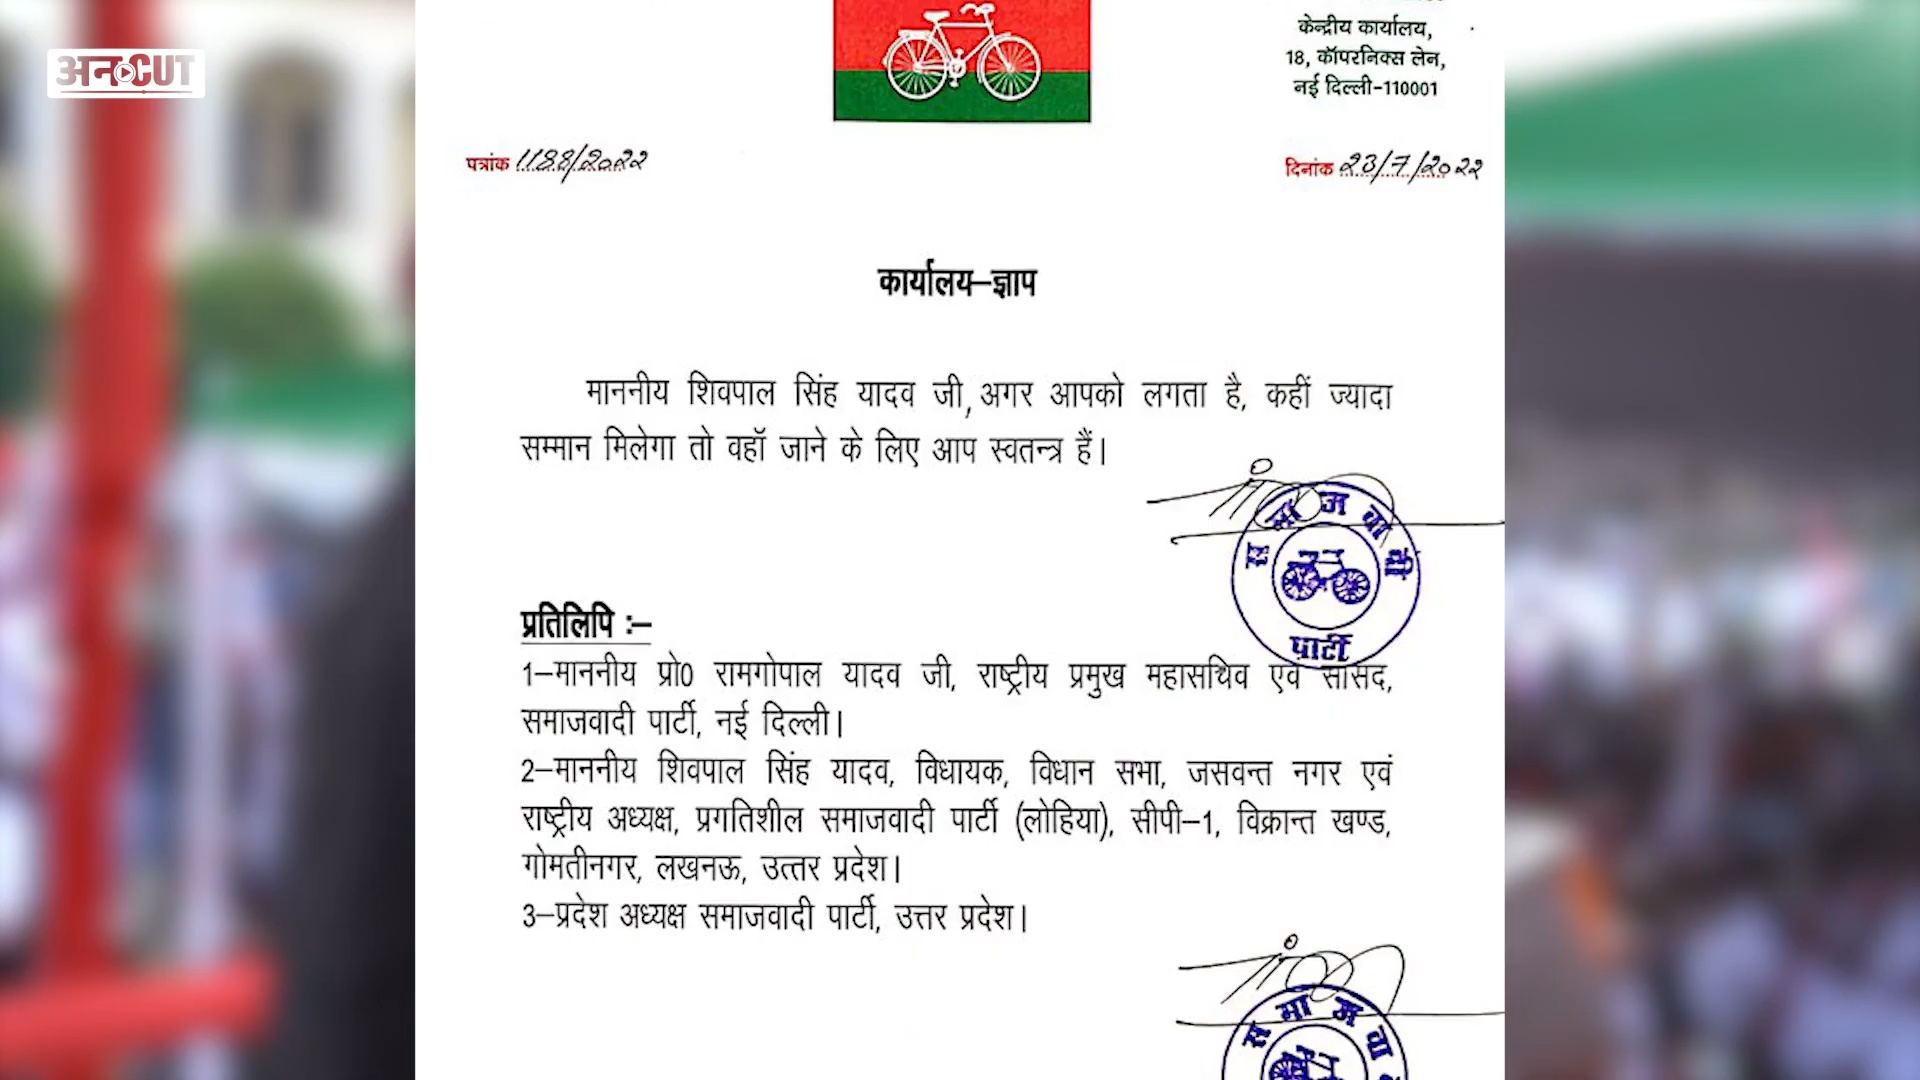 अनCUT
केन्द्रीय कार्यालय,
18, कॉपरनिक्स लेन,
नई दिल्ली-110001
पत्रांक 1188/2022
दिनांक 23/7/2022
कार्यालय–ज्ञाप
माननीय शिवपाल सिंह यादव जी, अगर आपको लगता है, कहीं ज्यादा
सम्मान मिलेगा तो वहॉ जाने के लिए आप स्वतन्त्र हैं।
समाजवादी
पार्टी
प्रतिलिपि :–
1–माननीय प्रो0 रामगोपाल यादव जी, राष्ट्रीय प्रमुख महासचिव एवं सांसद,
समाजवादी पार्टी, नई दिल्ली।
2–माननीय शिवपाल सिंह यादव, विधायक, विधान सभा, जसवन्त नगर एवं
राष्ट्रीय अध्यक्ष, प्रगतिशील समाजवादी पार्टी (लोहिया), सीपी–1, विक्रान्त खण्ड,
गोमतीनगर, लखनऊ, उत्तर प्रदेश।
3–प्रदेश अध्यक्ष समाजवादी पार्टी, उत्तर प्रदेश।
समाजवा